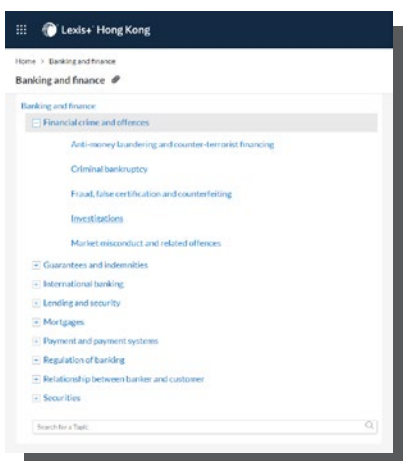 Lexis+® Hong Kong
Home > Banking and finance
Banking and finance
Banking and finance
Financial crime and offences
Anti-money laundering and counter-terrorist financing
Criminal bankruptcy
Fraud, false certification and counterfeiting
Investigations
Market misconduct and related offences
Guarantees and indemnities
International banking
Lending and security
Mortgages
Payment and payment systems
Regulation of banking
Relationship between banker and customer
Securities
Search for a Topic